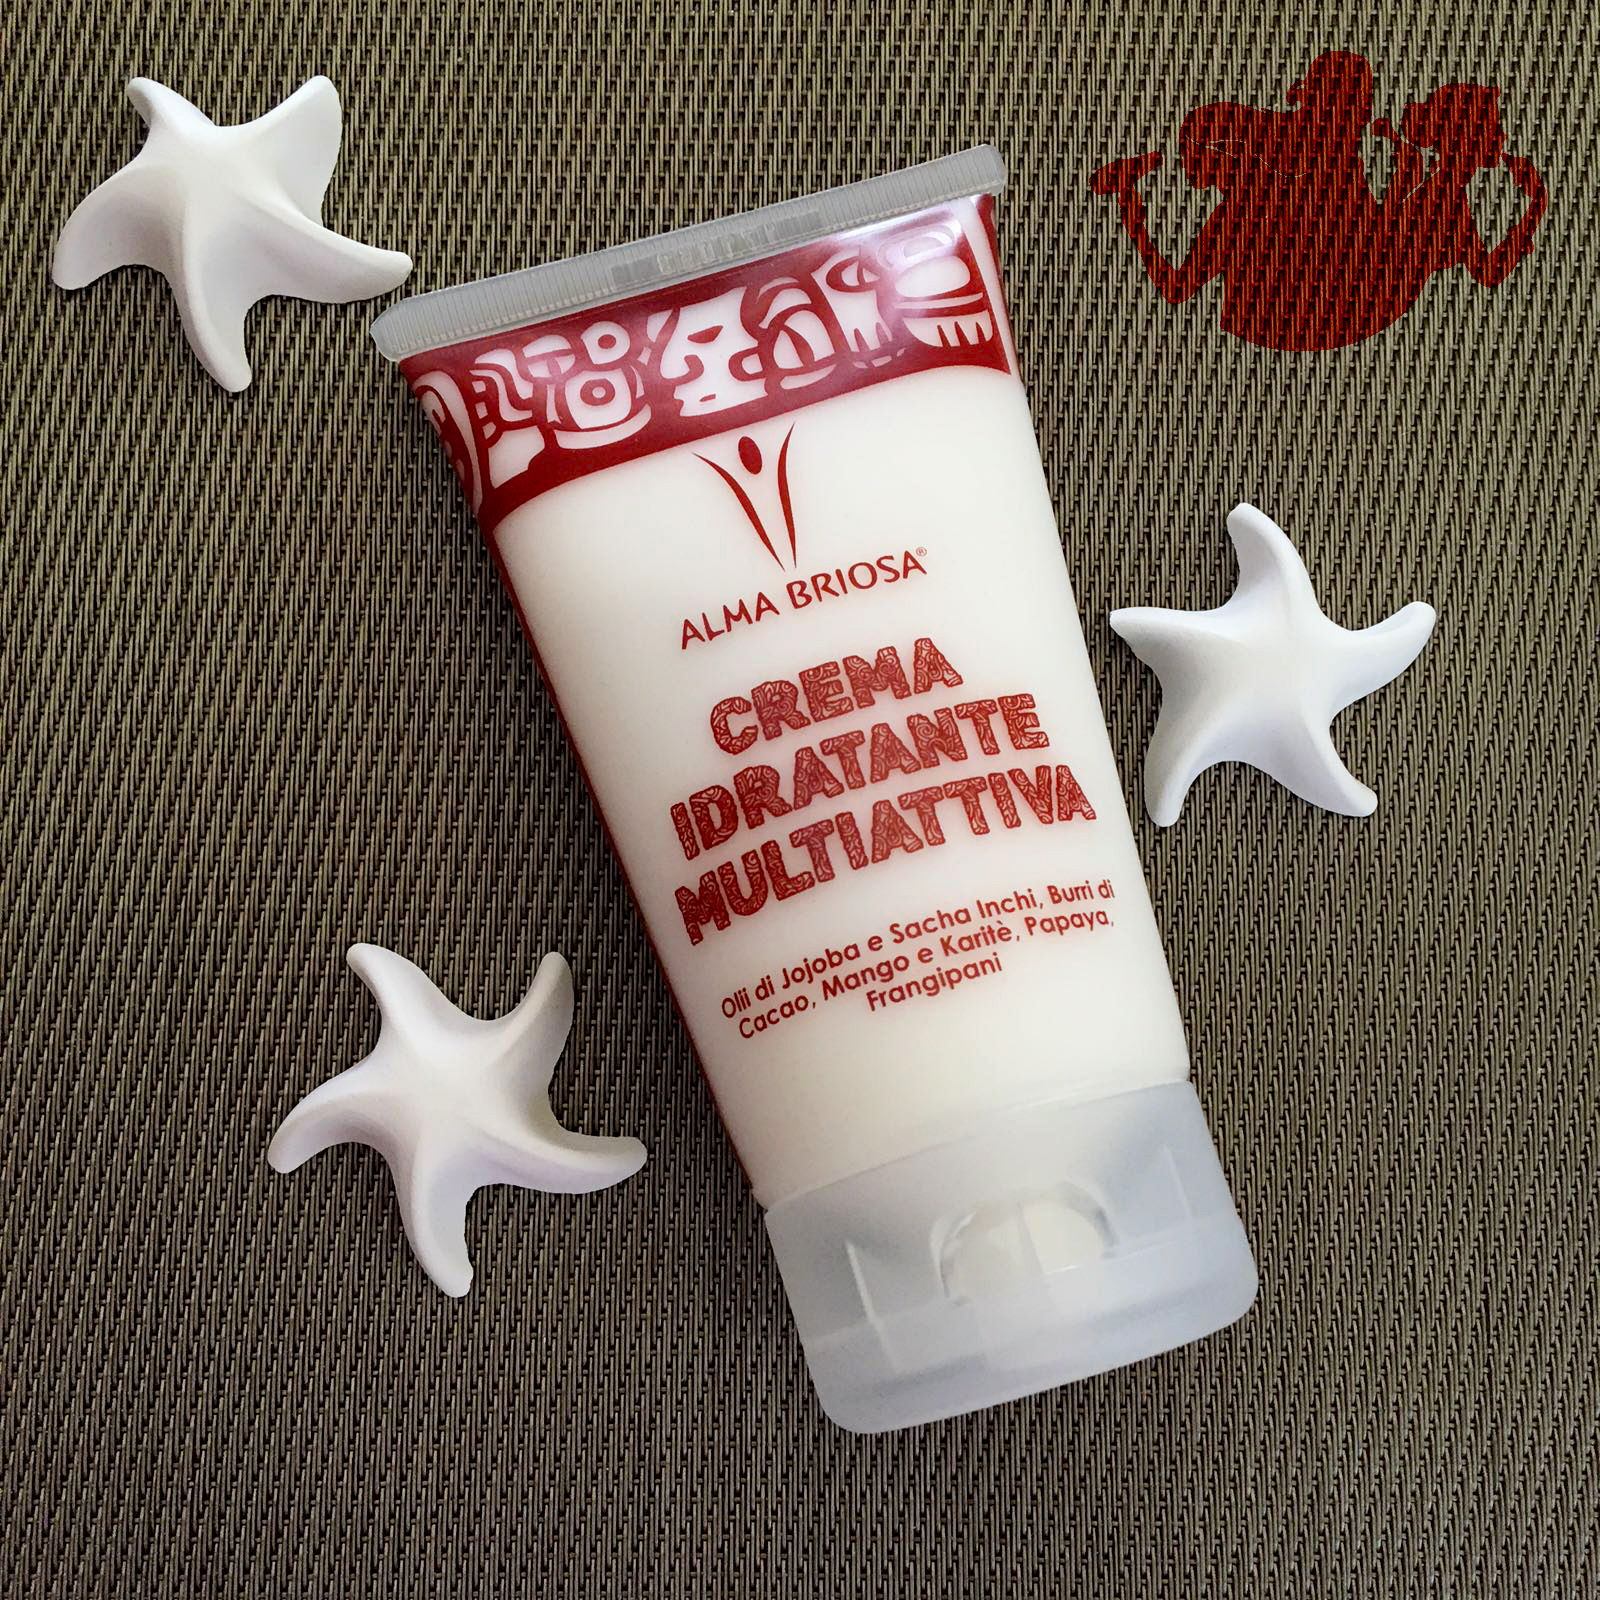 ALMA BRIOSA®
CREMA
IDRATANTE
MULTIATTIVA
Olii di Jojoba e Sacha Inchi, Burri di
Cacao, Mango e Karitè, Papaya,
Frangipani